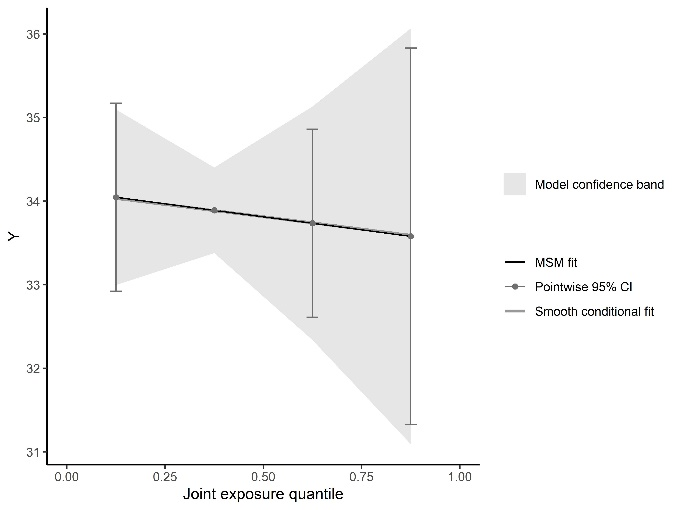 36
35
34
33
32
31
Y
0.00 0.25 0.50 0.75 1.00
Joint exposure quantile
Model confidence band
MSM fit
Pointwise 95% CI
Smooth conditional fit